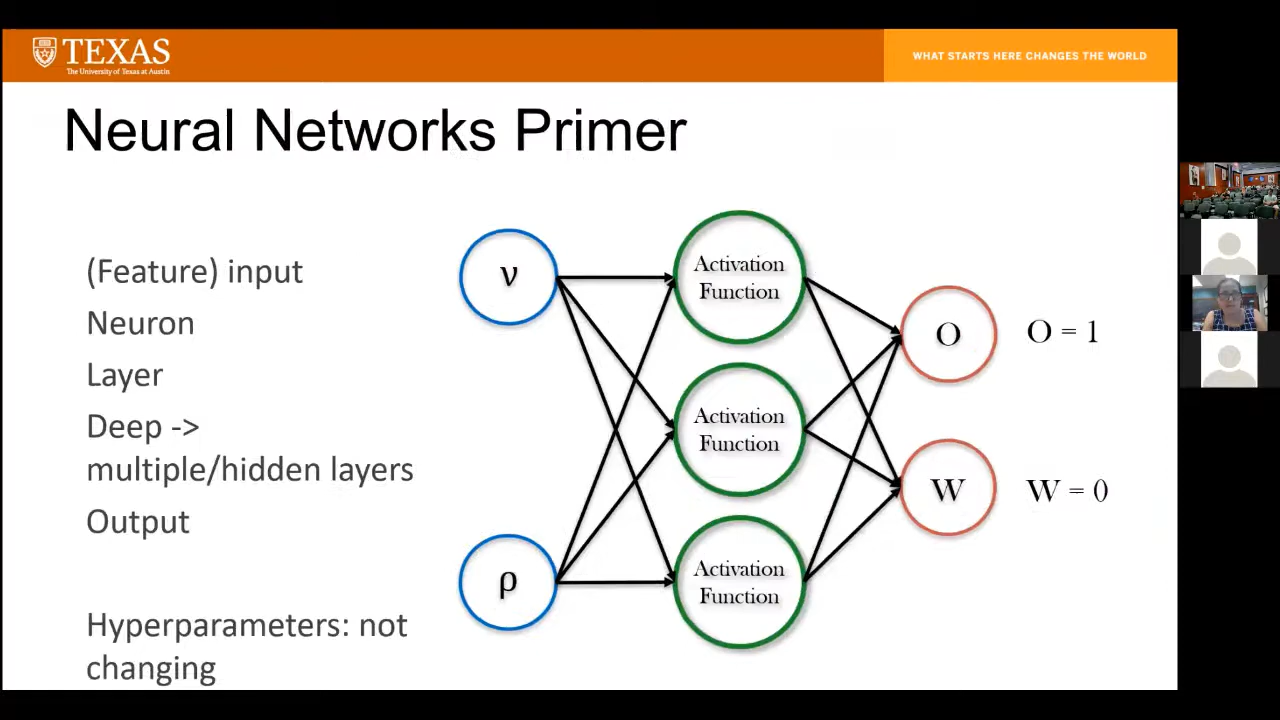 TEXAS
The University of Texas at Austin
WHAT STARTS HERE CHANGES THE WORLD
Neural Networks Primer
(Feature) input
Neuron
Layer
Deep ->
multiple/hidden layers
Output
Hyperparameters: not
changing
ν
ρ
Activation
Function
Activation
Function
Activation
Function
O
W
O = 1
W = 0